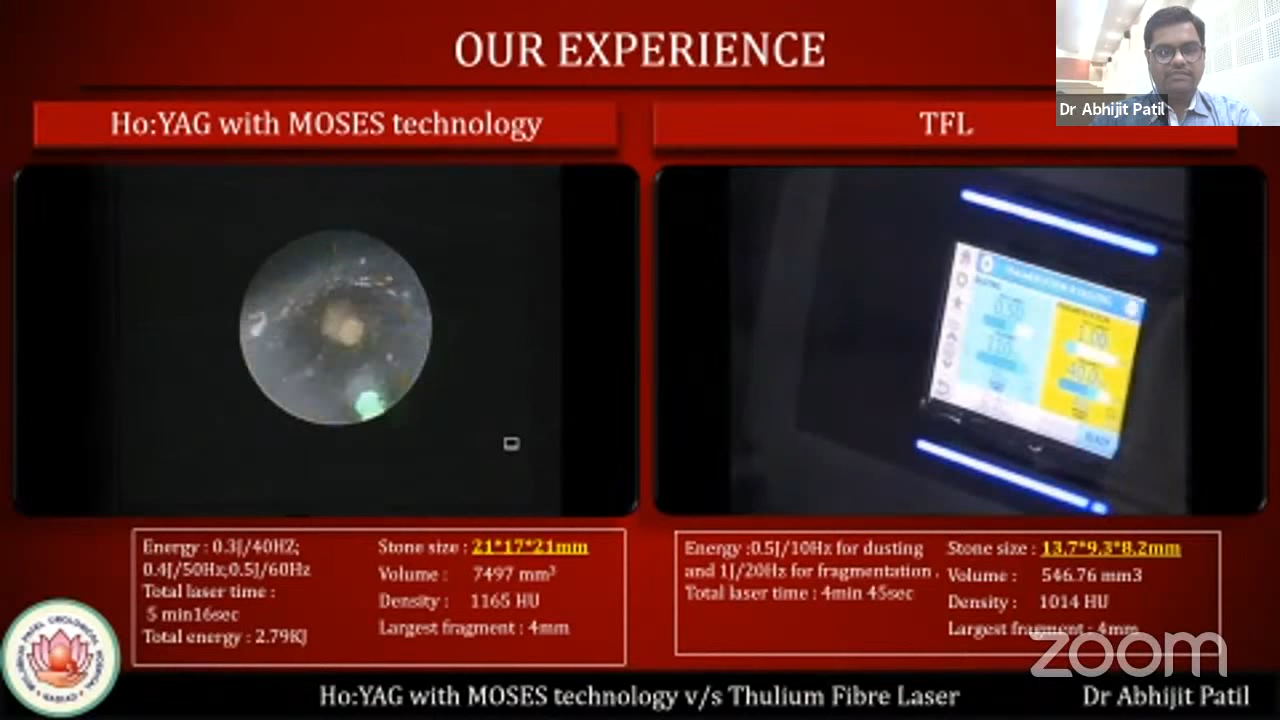 OUR EXPERIENCE
Dr Abhijit Patil
Ho:YAG with MOSES technology
TFL
1.00
READY
Energy : 0.3J/40HZ;
0.4J/50Hz;0.5J/60Hz
Total laser time :
5 min16sec
Total energy : 2.79KJ
Stone size : 21*17*21mm
Volume : 7497 mm³
Density : 1165 HU
Largest fragment : 4mm
Energy :0.5J/10Hz for dusting
and 1J/20Hz for fragmentation .
Total laser time : 4min 45sec
Stone size : 13.7*9.3*8.2mm
Volume : 546.76 mm3
Density : 1014 HU
Largest fragment : 4mm
zoom
Ho:YAG with MOSES technology v/s Thulium Fibre Laser
Dr Abhijit Patil